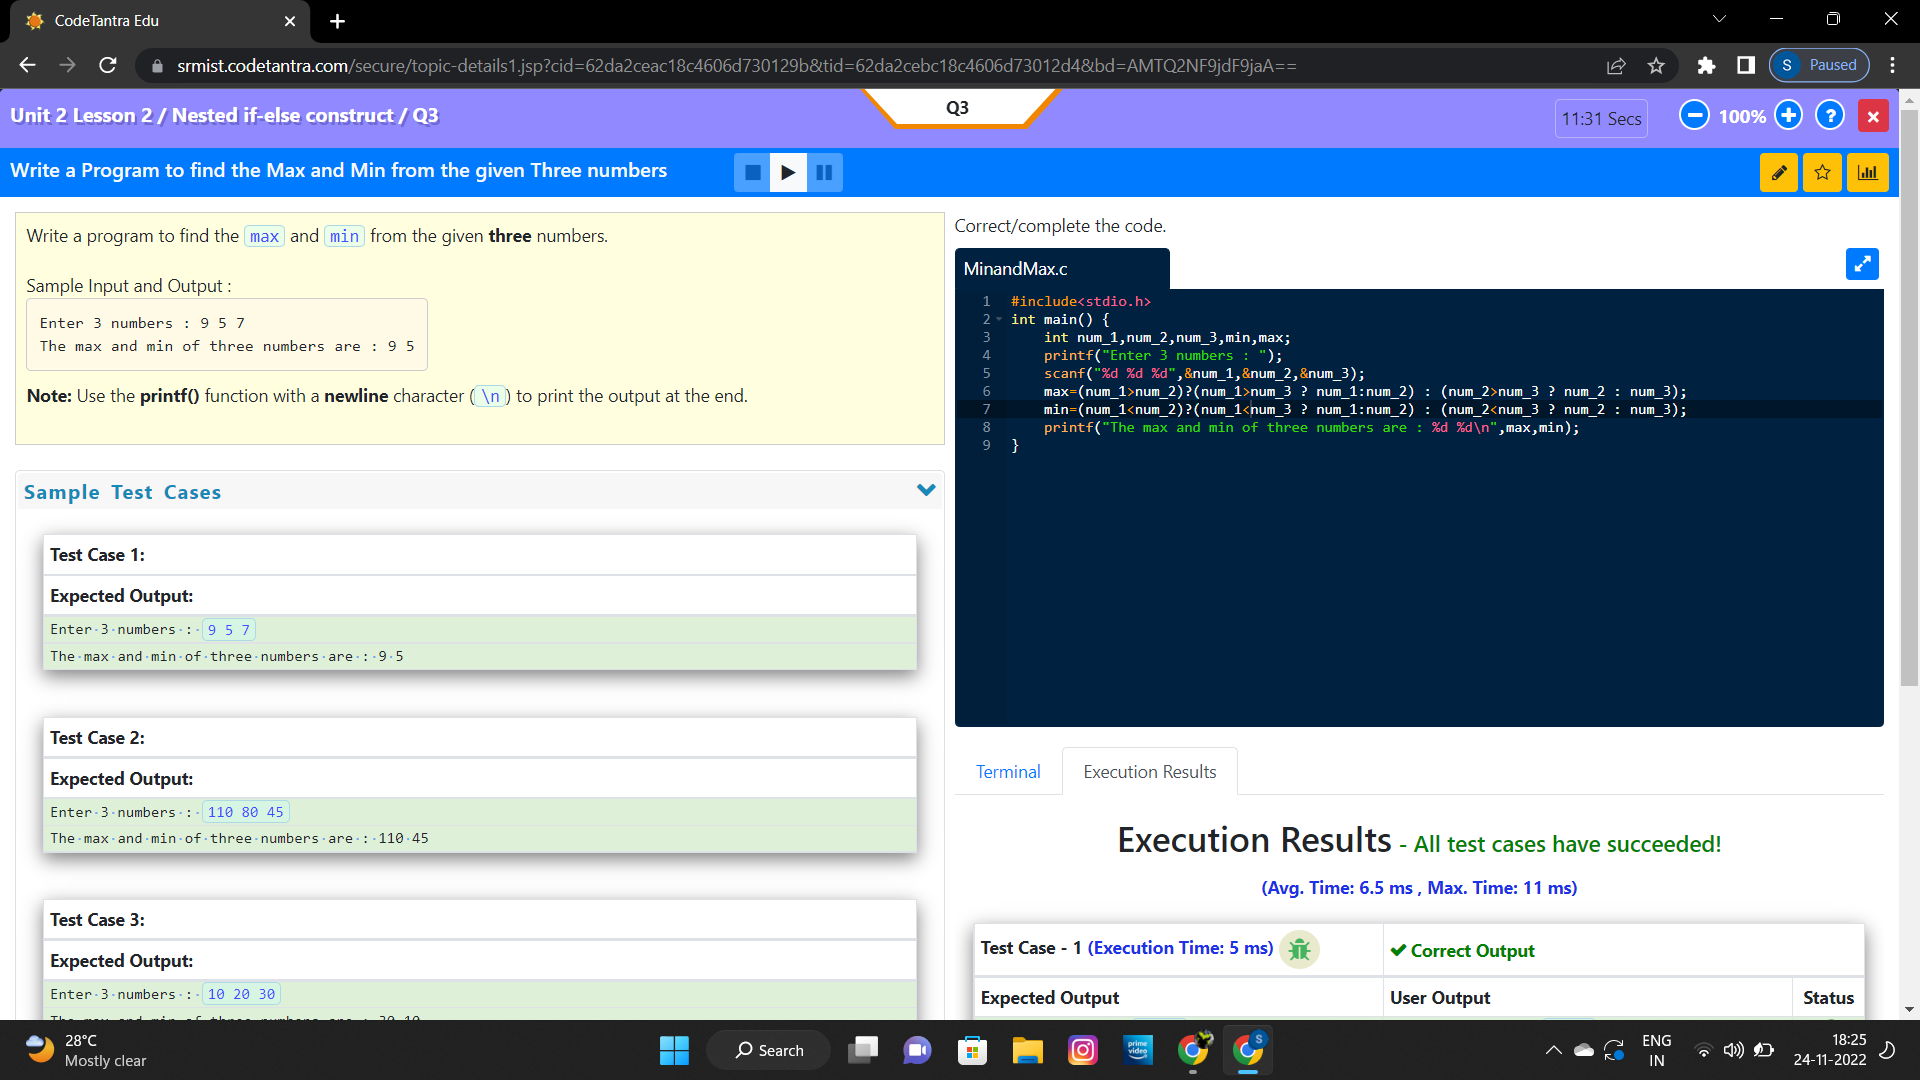 CodeTantra Edu
srmist.codetantra.com/secure/topic-details1.jsp?cid=62da2ceac18c4606d730129b&tid=62da2cebc18c4606d73012d4&bd=AMTQ2NF9jdF9jaA==
S Paused
Unit 2 Lesson 2 / Nested if-else construct / Q3
Q3
11:31 Secs
100%
?
Write a Program to find the Max and Min from the given Three numbers
Write a program to find the max and min from the given three numbers.
Sample Input and Output :
Enter 3 numbers : 9 5 7
The max and min of three numbers are : 9 5
Note: Use the printf() function with a newline character ( \n ) to print the output at the end.
Sample Test Cases
Test Case 1:
Expected Output:
Enter·3·numbers·:· 9 5 7
The·max·and·min·of·three·numbers·are·:·9·5
Test Case 2:
Expected Output:
Enter·3·numbers·:· 110 80 45
The·max·and·min·of·three·numbers·are·:·110·45
Test Case 3:
Expected Output:
Enter·3·numbers·:· 10 20 30
The·max·and·min·of·three·numbers·are·:·30·10
Correct/complete the code.
MinandMax.c
1 #include<stdio.h>
2 int main() {
3 int num_1,num_2,num_3,min,max;
4 printf("Enter 3 numbers : ");
5 scanf("%d %d %d",&num_1,&num_2,&num_3);
6 max=(num_1>num_2)?(num_1>num_3 ? num_1:num_2) : (num_2>num_3 ? num_2 : num_3);
7 min=(num_1<num_2)?(num_1<num_3 ? num_1:num_2) : (num_2<num_3 ? num_2 : num_3);
8 printf("The max and min of three numbers are : %d %d\n",max,min);
9 }
Terminal
Execution Results
Execution Results - All test cases have succeeded!
(Avg. Time: 6.5 ms , Max. Time: 11 ms)
Test Case - 1 (Execution Time: 5 ms)
Correct Output
Expected Output
User Output
Status
28°C
Mostly clear
Search
prime video
S
ENG
IN
18:25
24-11-2022